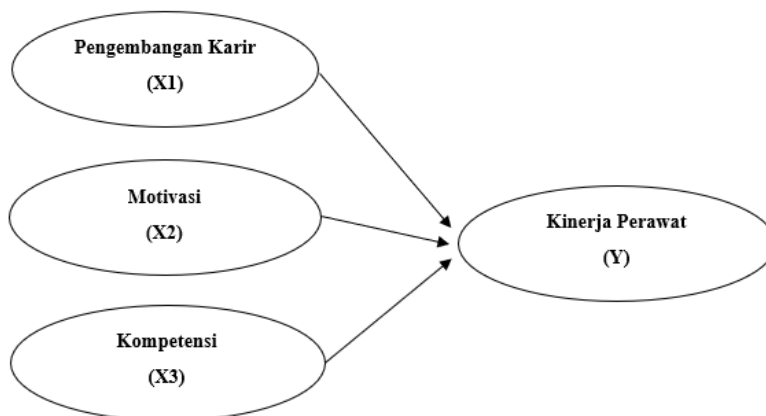 Pengembangan Karir
(X1)
Motivasi
(X2)
Kinerja Perawat
(Y)
Kompetensi
(X3)